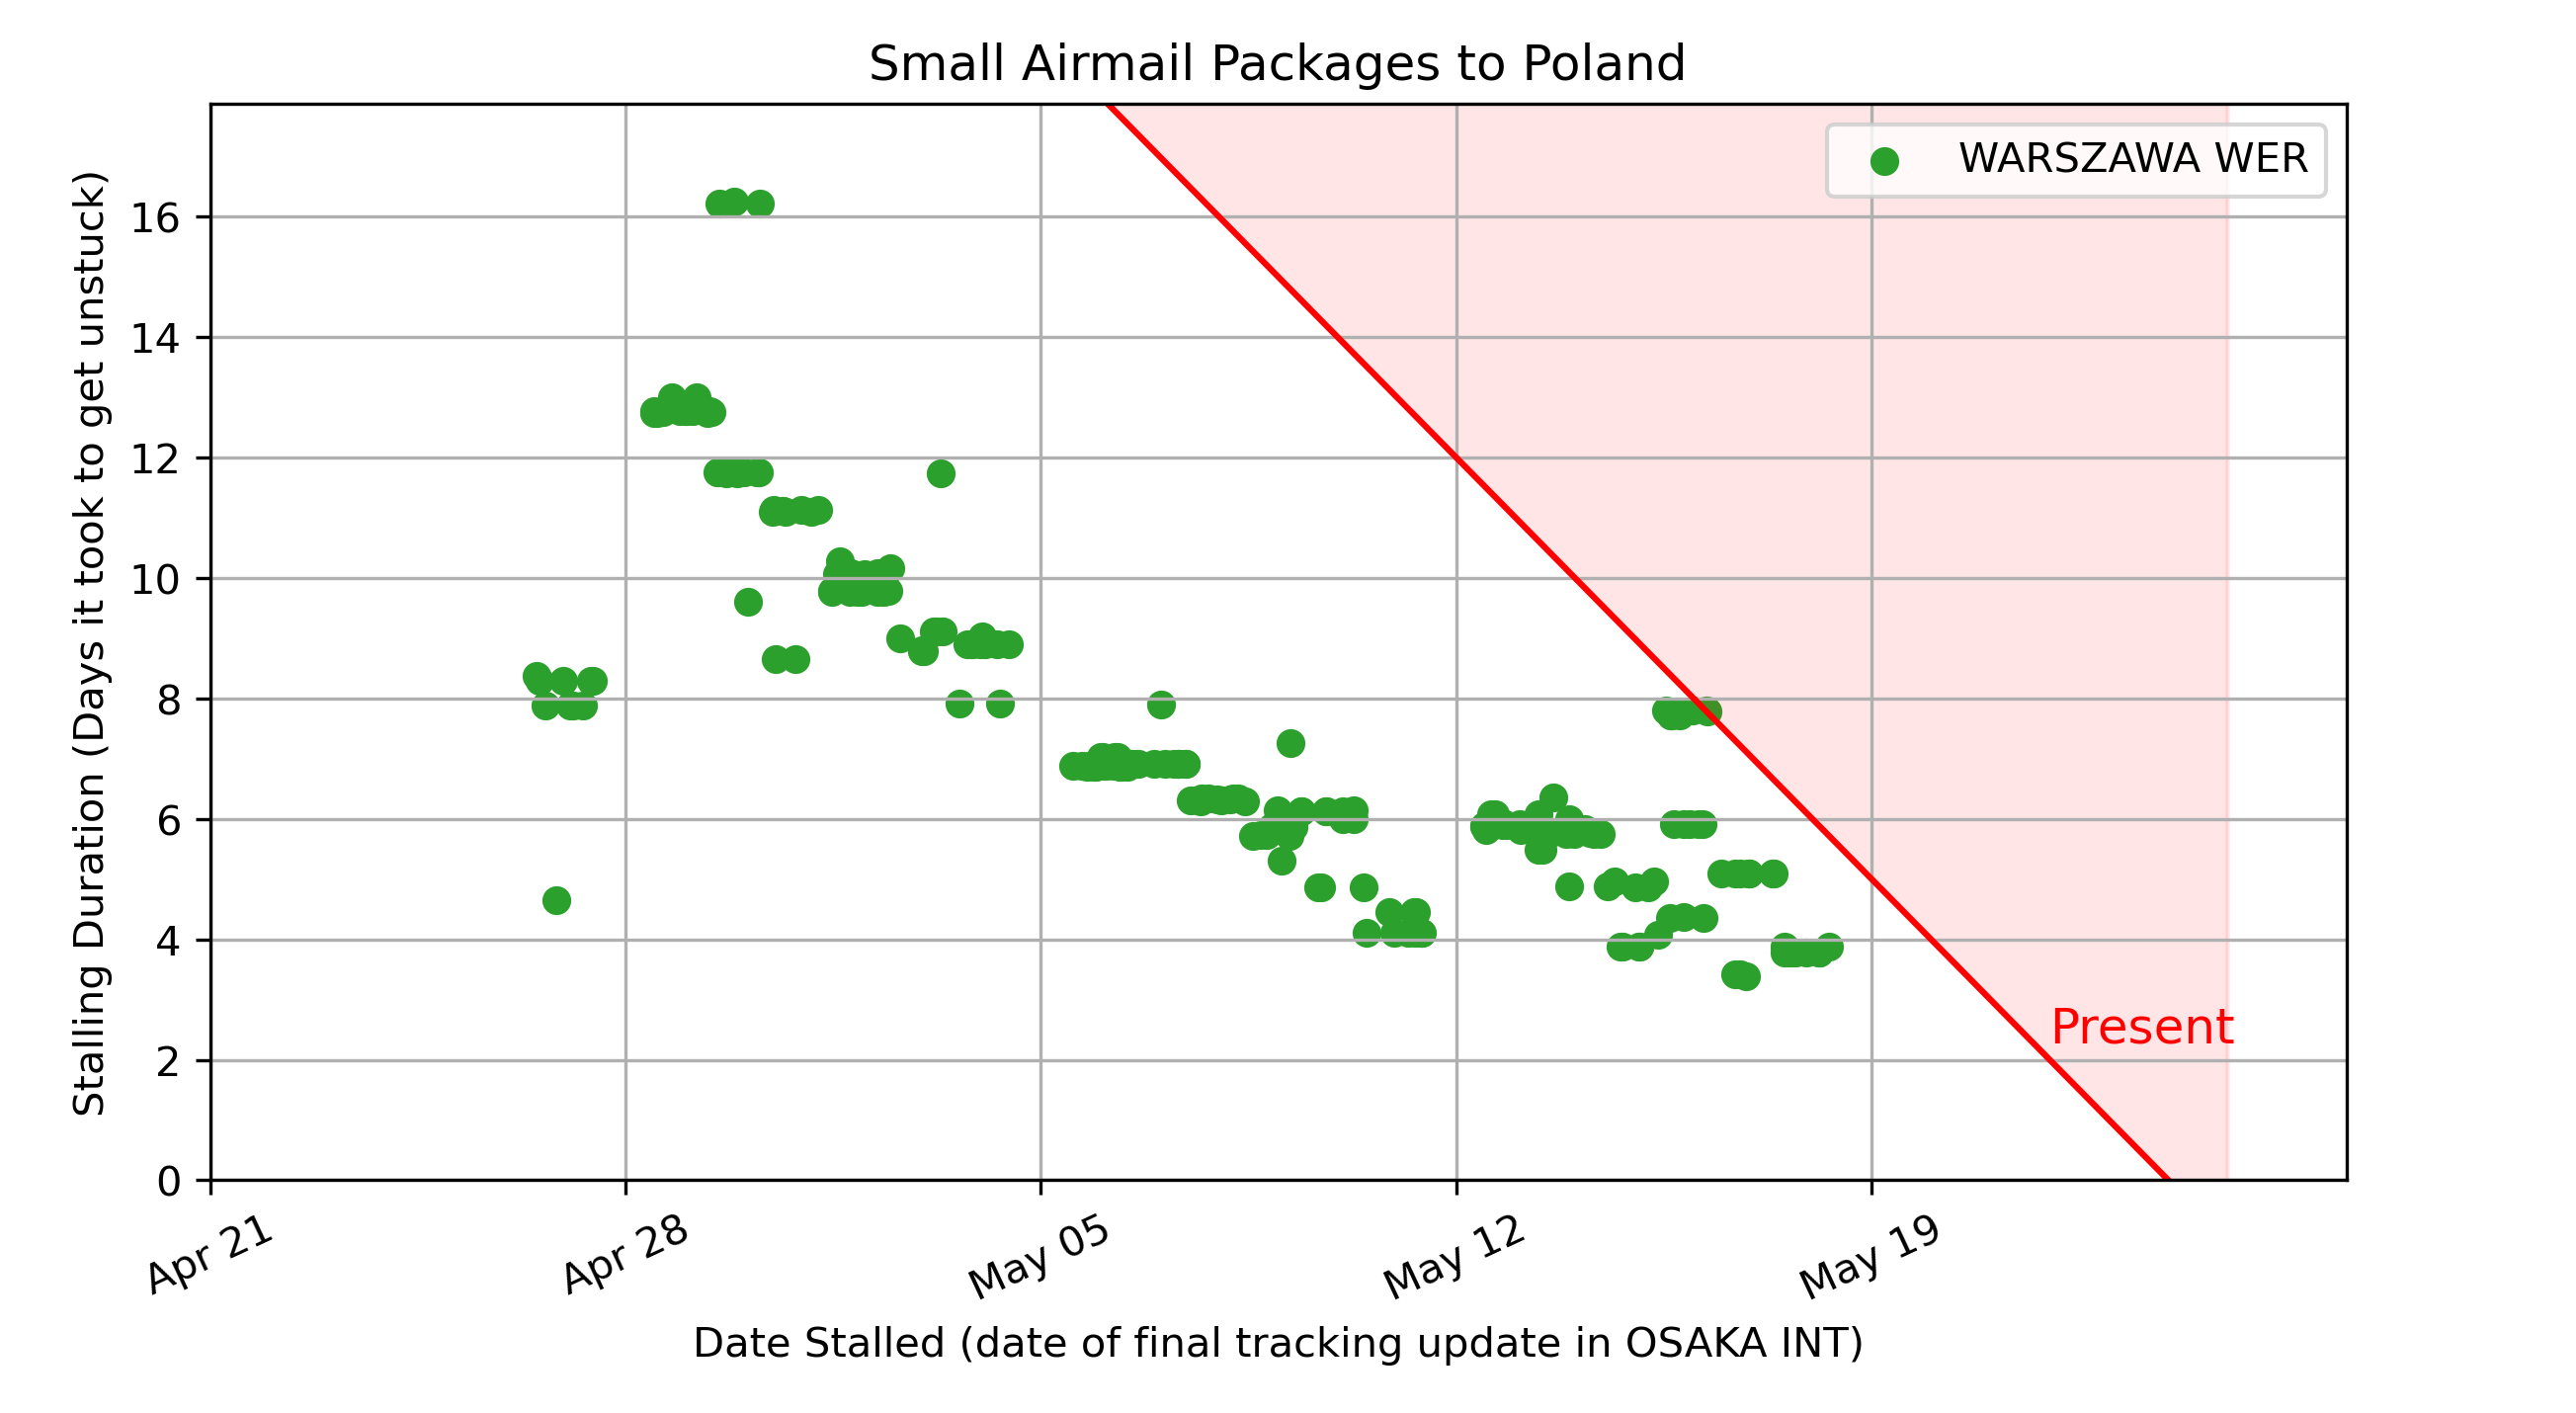 Small Airmail Packages to Poland
WARSZAWA WER
Stalling Duration (Days it took to get unstuck)
16
14
12
10
8
6
4
2
0
Present
Apr 21
Apr 28
May 05
May 12
May 19
Date Stalled (date of final tracking update in OSAKA INT)